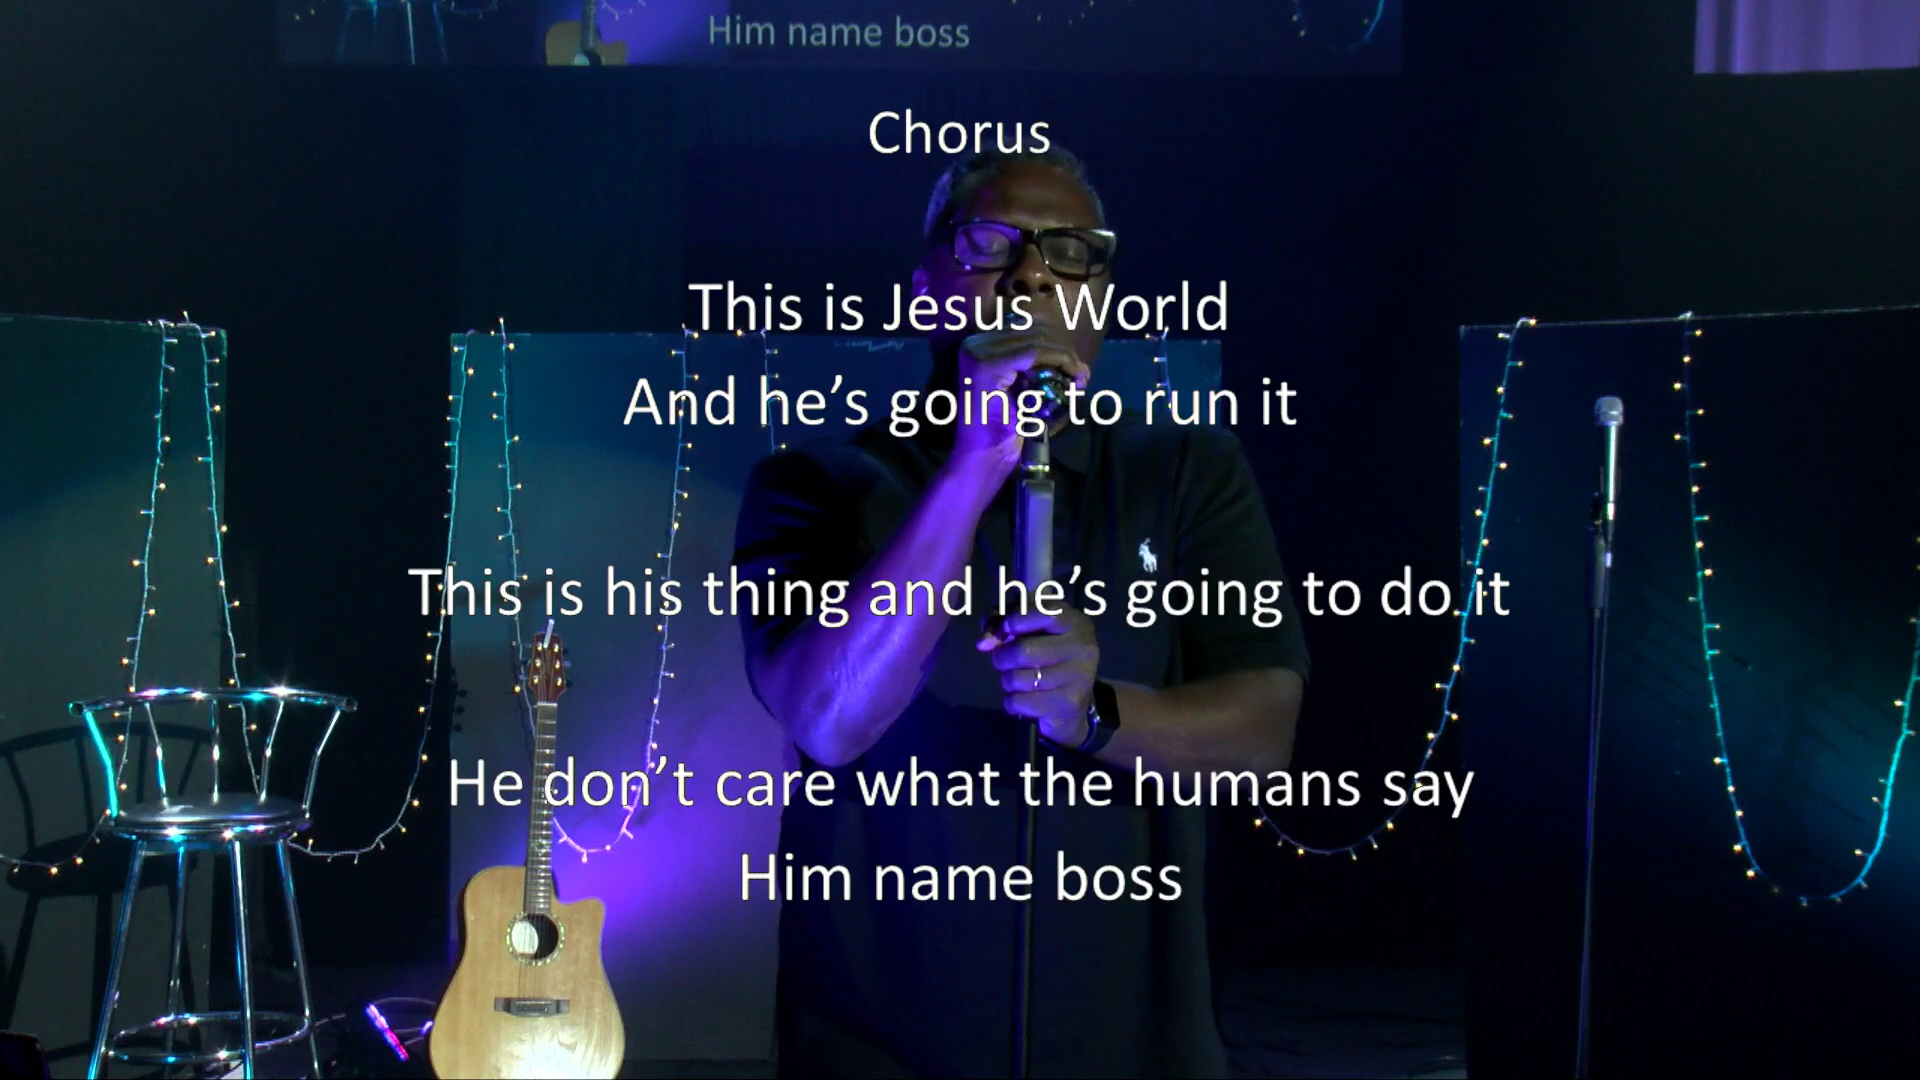 Him name boss
Chorus
This is Jesus World
And he’s going to run it
This is his thing and he’s going to do it
He don’t care what the humans say
Him name boss